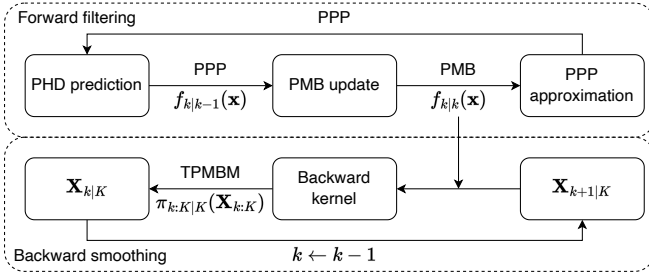 Forward filtering
PPP
PHD prediction
PPP
f_{k|k-1}(𝐱)
PMB update
PMB
f_{k|k}(𝐱)
PPP
approximation
𝐗_{k|K}
TPMBM
π_{k:K|K}(𝐗_{k:K})
Backward
kernel
𝐗_{k+1|K}
Backward smoothing
k ← k − 1